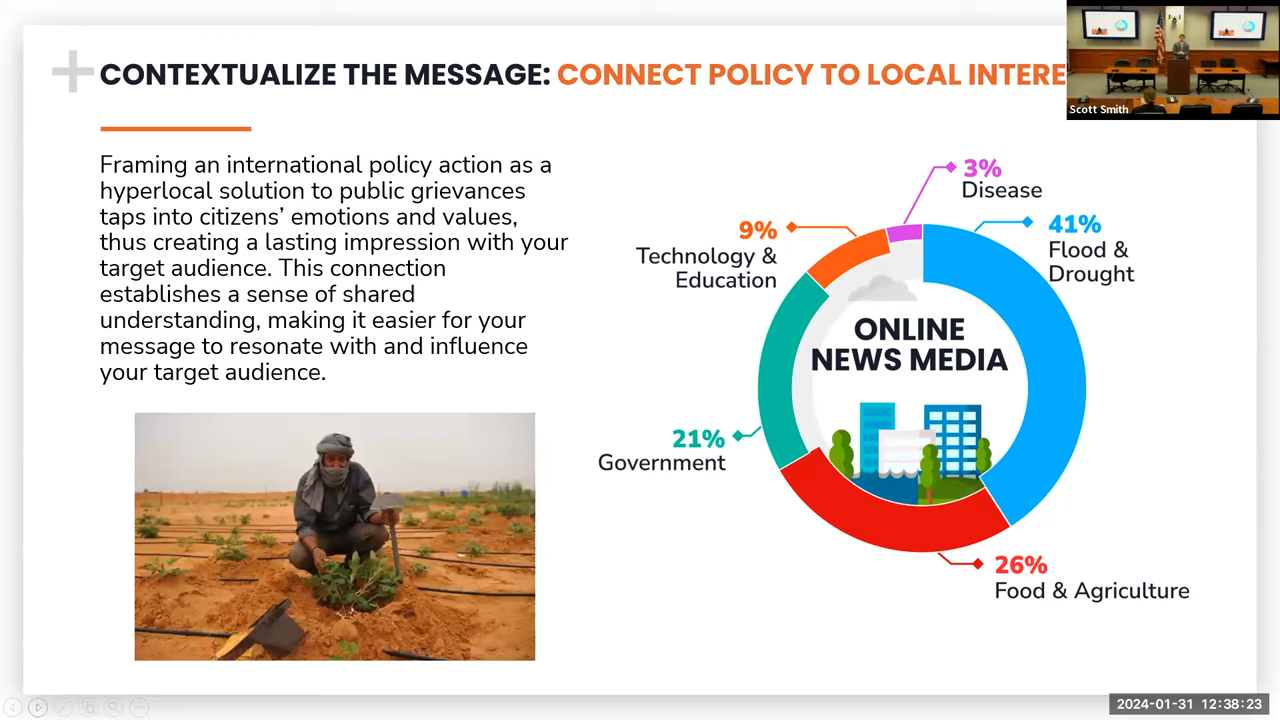 CONTEXTUALIZE THE MESSAGE: CONNECT POLICY TO LOCAL INTERE
Scott Smith
Framing an international policy action as a
hyperlocal solution to public grievances
taps into citizens’ emotions and values,
thus creating a lasting impression with your
target audience. This connection
establishes a sense of shared
understanding, making it easier for your
message to resonate with and influence
your target audience.
3%
Disease
41%
Flood &
Drought
9%
Technology &
Education
ONLINE
NEWS MEDIA
21%
Government
26%
Food & Agriculture
2024-01-31 12:38:23